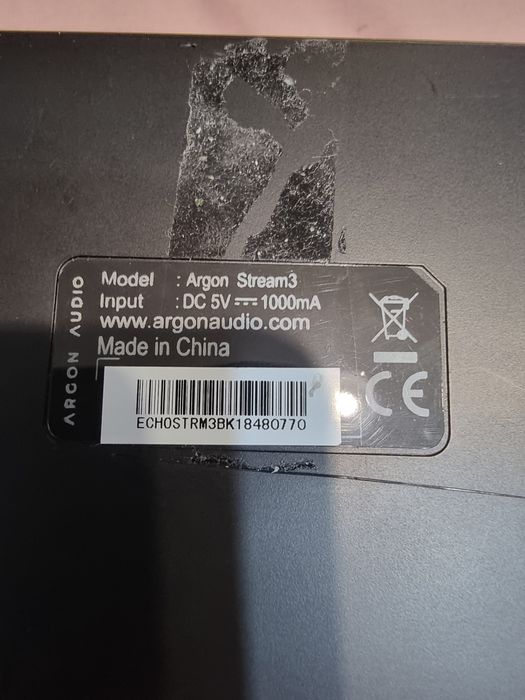 ARGON AUDIO
Model : Argon Stream3
Input : DC 5V ⎓ 1000mA
www.argonaudio.com
Made in China
CE
ECHOSTRM3BK18480770